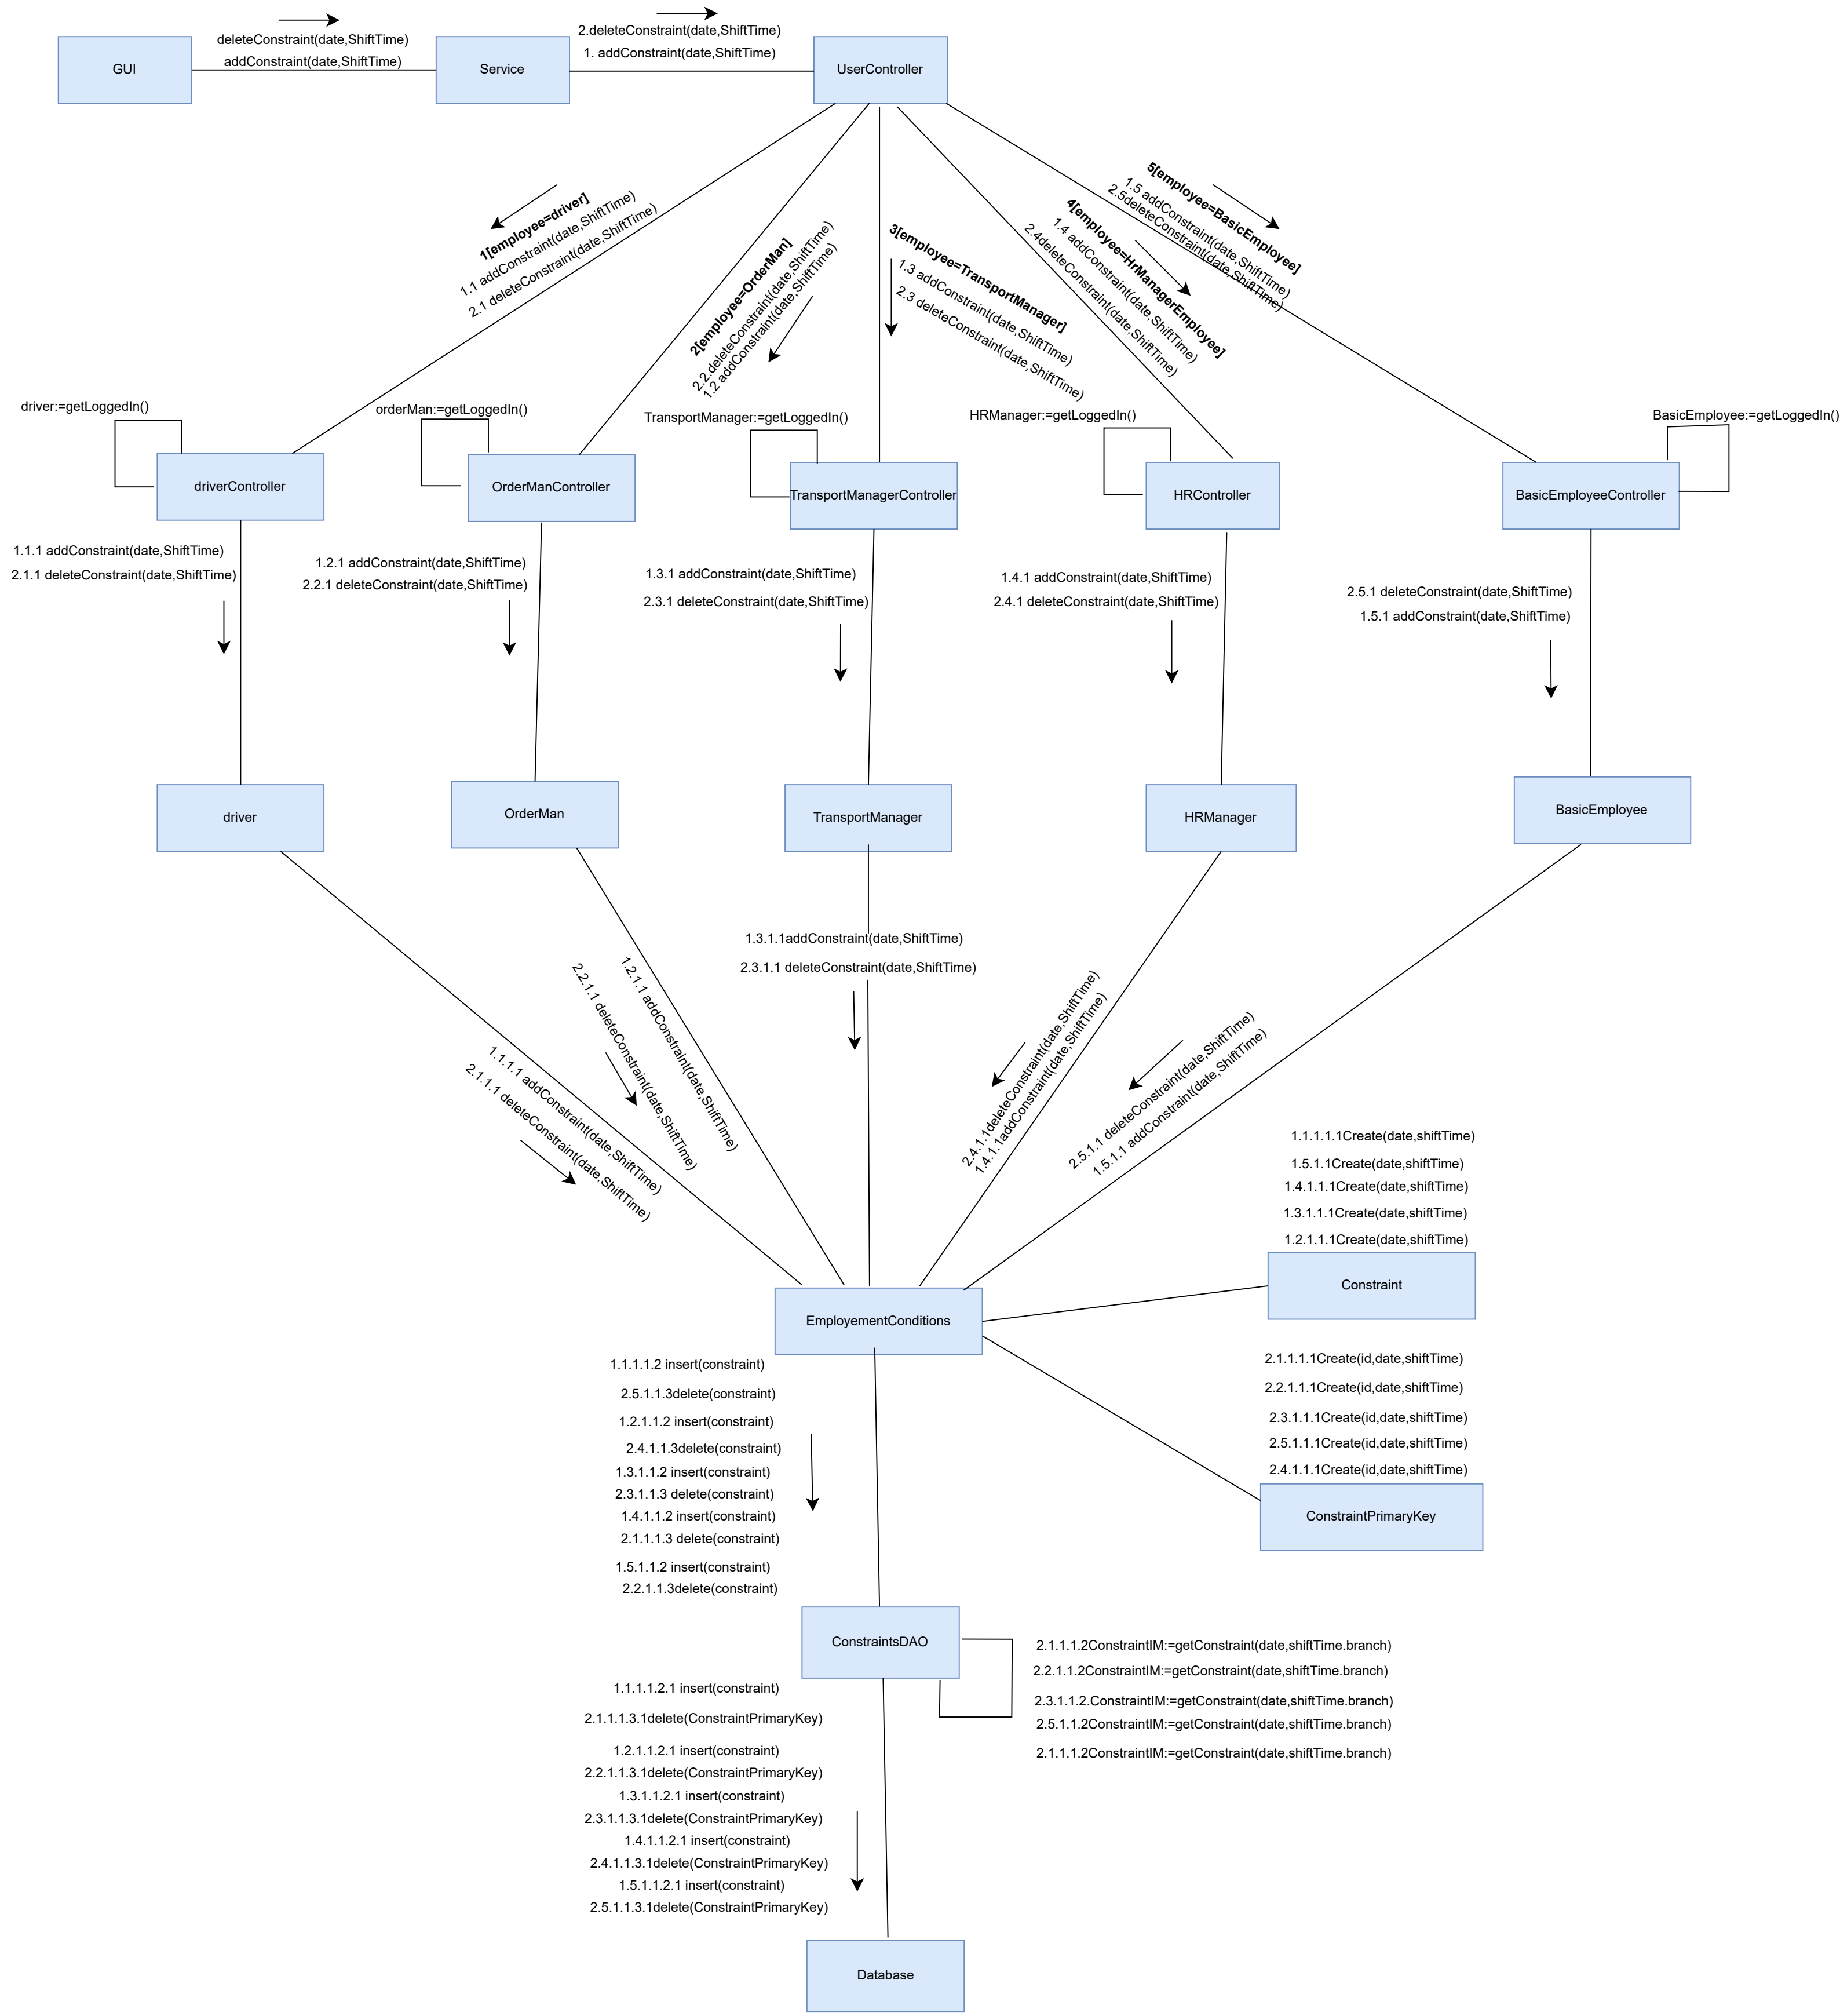 deleteConstraint(date,ShiftTime)
addConstraint(date,ShiftTime)
2.deleteConstraint(date,ShiftTime)
1. addConstraint(date,ShiftTime)
GUI
Service
UserController
1[employee=driver]
1.1 addConstraint(date,ShiftTime)
2.1 deleteConstraint(date,ShiftTime)
2[employee=OrderMan]
2.2.deleteConstraint(date,ShiftTime)
1.2 addConstraint(date,ShiftTime)
3[employee=TransportManager]
1.3 addConstraint(date,ShiftTime)
2.3 deleteConstraint(date,ShiftTime)
4[employee=HrManagerEmployee]
1.4 addConstraint(date,ShiftTime)
2.4deleteConstraint(date,ShiftTime)
5[employee=BasicEmployee]
1.5 addConstraint(date,ShiftTime)
2.5deleteConstraint(date,ShiftTime)
driver:=getLoggedIn()
orderMan:=getLoggedIn()
TransportManager:=getLoggedIn()
HRManager:=getLoggedIn()
BasicEmployee:=getLoggedIn()
driverController
OrderManController
TransportManagerController
HRController
BasicEmployeeController
1.1.1 addConstraint(date,ShiftTime)
2.1.1 deleteConstraint(date,ShiftTime)
1.2.1 addConstraint(date,ShiftTime)
2.2.1 deleteConstraint(date,ShiftTime)
1.3.1 addConstraint(date,ShiftTime)
2.3.1 deleteConstraint(date,ShiftTime)
1.4.1 addConstraint(date,ShiftTime)
2.4.1 deleteConstraint(date,ShiftTime)
2.5.1 deleteConstraint(date,ShiftTime)
1.5.1 addConstraint(date,ShiftTime)
driver
OrderMan
TransportManager
HRManager
BasicEmployee
1.1.1.1 addConstraint(date,ShiftTime)
2.1.1.1 deleteConstraint(date,ShiftTime)
1.2.1.1 addConstraint(date,ShiftTime)
2.2.1.1 deleteConstraint(date,ShiftTime)
1.3.1.1addConstraint(date,ShiftTime)
2.3.1.1 deleteConstraint(date,ShiftTime)
2.4.1.1deleteConstraint(date,ShiftTime)
1.4.1.1addConstraint(date,ShiftTime)
2.5.1.1 deleteConstraint(date,ShiftTime)
1.5.1.1 addConstraint(date,ShiftTime)
1.1.1.1.1Create(date,shiftTime)
1.5.1.1Create(date,shiftTime)
1.4.1.1.1Create(date,shiftTime)
1.3.1.1.1Create(date,shiftTime)
1.2.1.1.1Create(date,shiftTime)
Constraint
EmployementConditions
2.1.1.1.1Create(id,date,shiftTime)
2.2.1.1.1Create(id,date,shiftTime)
2.3.1.1.1Create(id,date,shiftTime)
2.5.1.1.1Create(id,date,shiftTime)
2.4.1.1.1Create(id,date,shiftTime)
ConstraintPrimaryKey
1.1.1.1.2 insert(constraint)
2.5.1.1.3delete(constraint)
1.2.1.1.2 insert(constraint)
2.4.1.1.3delete(constraint)
1.3.1.1.2 insert(constraint)
2.3.1.1.3 delete(constraint)
1.4.1.1.2 insert(constraint)
2.1.1.1.3 delete(constraint)
1.5.1.1.2 insert(constraint)
2.2.1.1.3delete(constraint)
ConstraintsDAO
2.1.1.1.2ConstraintIM:=getConstraint(date,shiftTime.branch)
2.2.1.1.2ConstraintIM:=getConstraint(date,shiftTime.branch)
2.3.1.1.2.ConstraintIM:=getConstraint(date,shiftTime.branch)
2.5.1.1.2ConstraintIM:=getConstraint(date,shiftTime.branch)
2.1.1.1.2ConstraintIM:=getConstraint(date,shiftTime.branch)
1.1.1.1.2.1 insert(constraint)
2.1.1.1.3.1delete(ConstraintPrimaryKey)
1.2.1.1.2.1 insert(constraint)
2.2.1.1.3.1delete(ConstraintPrimaryKey)
1.3.1.1.2.1 insert(constraint)
2.3.1.1.3.1delete(ConstraintPrimaryKey)
1.4.1.1.2.1 insert(constraint)
2.4.1.1.3.1delete(ConstraintPrimaryKey)
1.5.1.1.2.1 insert(constraint)
2.5.1.1.3.1delete(ConstraintPrimaryKey)
Database